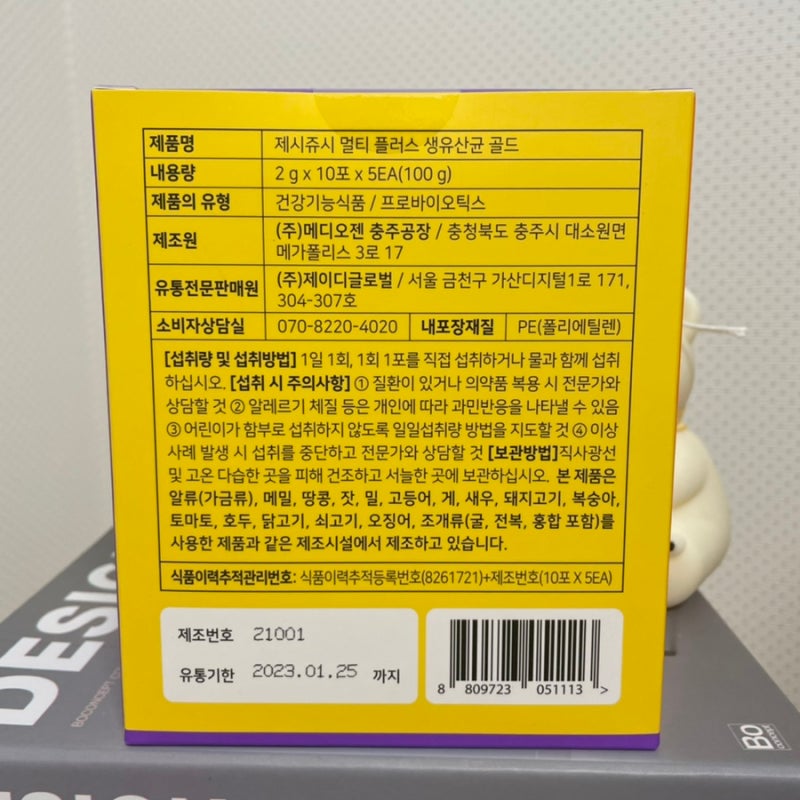 제품명 제시쥬시 멀티 플러스 생유산균 골드
내용량 2 g x 10포 x 5EA(100 g)
제품의 유형 건강기능식품 / 프로바이오틱스
제조원 (주)메디오젠 충주공장 / 충청북도 충주시 대소원면
메가폴리스 3로 17
유통전문판매원 (주)제이디글로벌 / 서울 금천구 가산디지털1로 171,
304-307호
소비자상담실 070-8220-4020 내포장재질 PE(폴리에틸렌)
[섭취량 및 섭취방법] 1일 1회, 1회 1포를 직접 섭취하거나 물과 함께 섭취
하십시오. [섭취 시 주의사항] ① 질환이 있거나 의약품 복용 시 전문가와
상담할 것 ② 알레르기 체질 등은 개인에 따라 과민반응을 나타낼 수 있음
③ 어린이가 함부로 섭취하지 않도록 일일섭취량 방법을 지도할 것 ④ 이상
사례 발생 시 섭취를 중단하고 전문가와 상담할 것 [보관방법]직사광선
및 고온 다습한 곳을 피해 건조하고 서늘한 곳에 보관하십시오. 본 제품은
알류(가금류), 메밀, 땅콩, 잣, 밀, 고등어, 게, 새우, 돼지고기, 복숭아,
토마토, 호두, 닭고기, 쇠고기, 오징어, 조개류(굴, 전복, 홍합 포함)를
사용한 제품과 같은 제조시설에서 제조하고 있습니다.
식품이력추적관리번호: 식품이력추적등록번호(8261721)+제조번호(10포 X 5EA)
제조번호 21001
유통기한 2023.01.25 까지
8 809723 051113 >
BOCONCEPT
Bo
concept